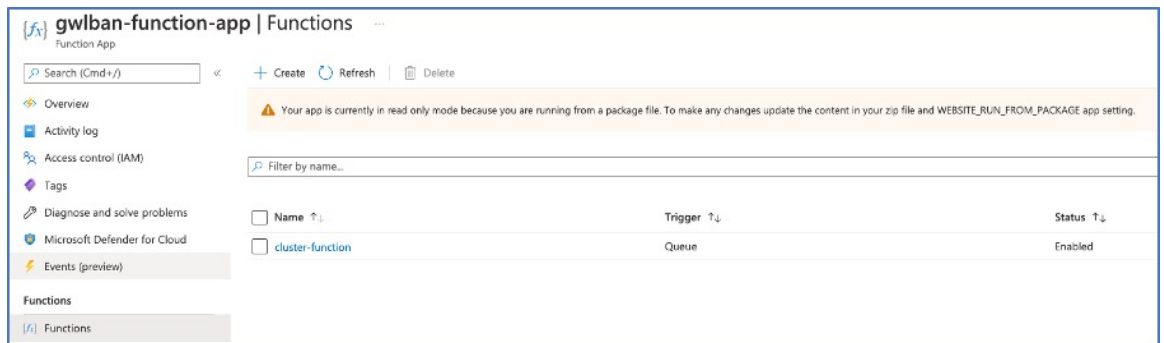 gwlban-function-app | Functions ...
Function App
Search (Cmd+/)
«
Overview
Activity log
Access control (IAM)
Tags
Diagnose and solve problems
Microsoft Defender for Cloud
Events (preview)
Functions
Functions
Create Refresh Delete
Your app is currently in read only mode because you are running from a package file. To make any changes update the content in your zip file and WEBSITE_RUN_FROM_PACKAGE app setting.
Filter by name...
Name ↑↓ Trigger ↑↓ Status ↑↓
cluster-function Queue Enabled